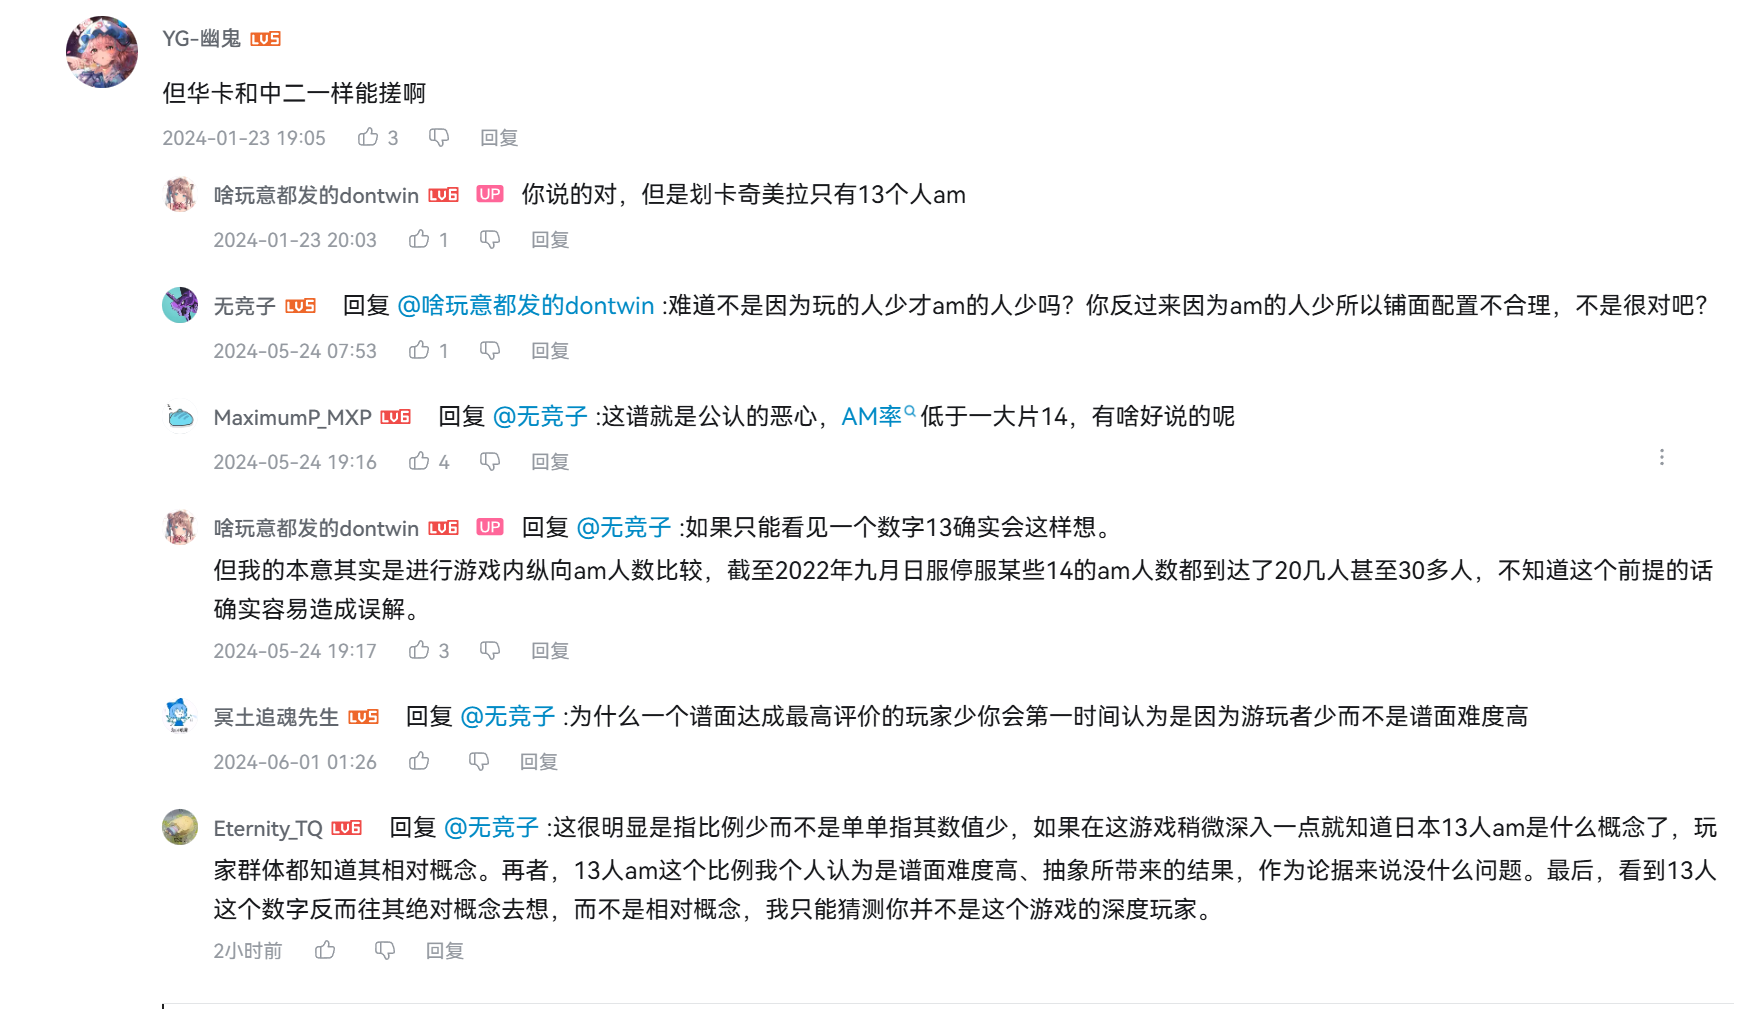 YG-幽鬼 LV5
但华卡和中二一样能搓啊
2024-01-23 19:05 3 回复
啥玩意都发的dontwin LV6 UP 你说的对，但是划卡奇美拉只有13个人am
2024-01-23 20:03 1 回复
无竞子 LV5 回复 @啥玩意都发的dontwin :难道不是因为玩的人少才am的人少吗？你反过来因为am的人少所以铺面配置不合理，不是很对吧？
2024-05-24 07:53 1 回复
MaximumP_MXP LV6 回复 @无竞子 :这谱就是公认的恶心，AM率低于一大片14，有啥好说的呢
2024-05-24 19:16 4 回复
啥玩意都发的dontwin LV6 UP 回复 @无竞子 :如果只能看见一个数字13确实会这样想。
但我的本意其实是进行游戏内纵向am人数比较，截至2022年九月日服停服某些14的am人数都到达了20几人甚至30多人，不知道这个前提的话
确实容易造成误解。
2024-05-24 19:17 3 回复
冥土追魂先生 LV5 回复 @无竞子 :为什么一个谱面达成最高评价的玩家少你会第一时间认为是因为游玩者少而不是谱面难度高
2024-06-01 01:26 回复
Eternity_TQ LV6 回复 @无竞子 :这很明显是指比例少而不是单单指其数值少，如果在这游戏稍微深入一点就知道日本13人am是什么概念了，玩
家群体都知道其相对概念。再者，13人am这个比例我个人认为是谱面难度高、抽象所带来的结果，作为论据来说没什么问题。最后，看到13人
这个数字反而往其绝对概念去想，而不是相对概念，我只能猜测你并不是这个游戏的深度玩家。
2小时前 回复